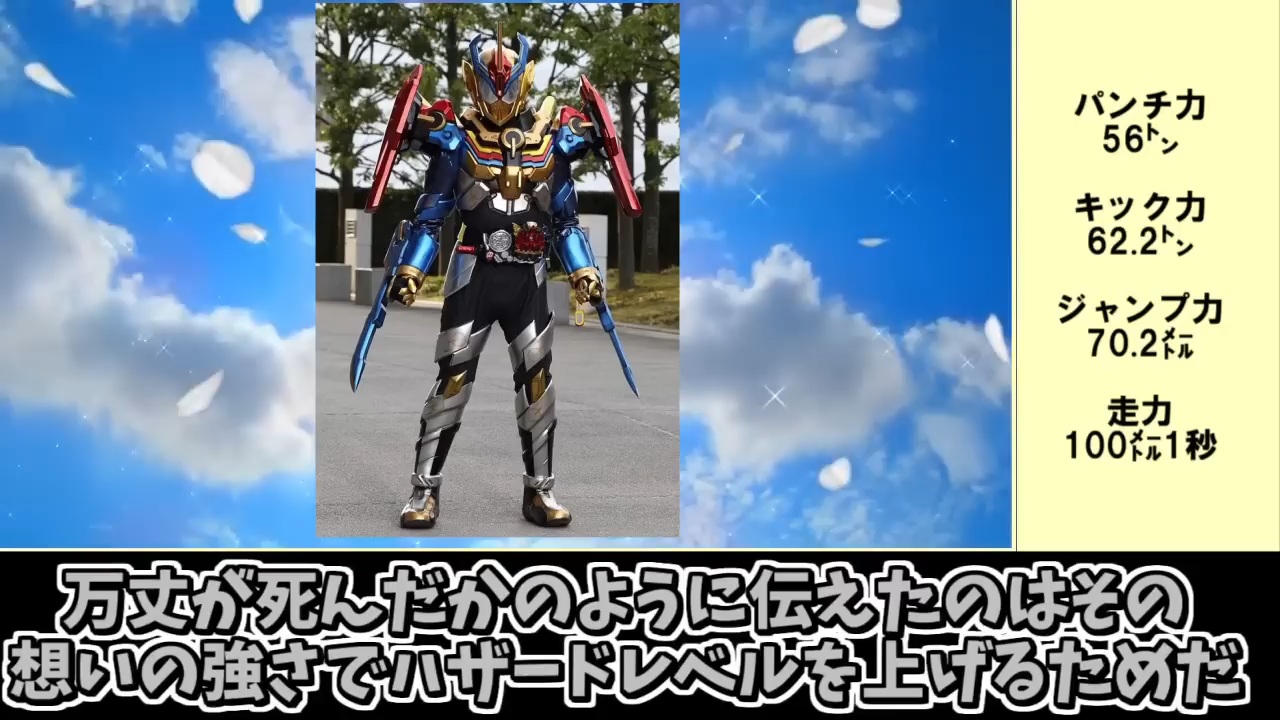 パンチ力
56㌧
キック力
62.2㌧
ジャンプ力
70.2㍍
走力
100㍍1秒
万丈が死んだかのように伝えたのはその
想いの強さでハザードレベルを上げるためだ